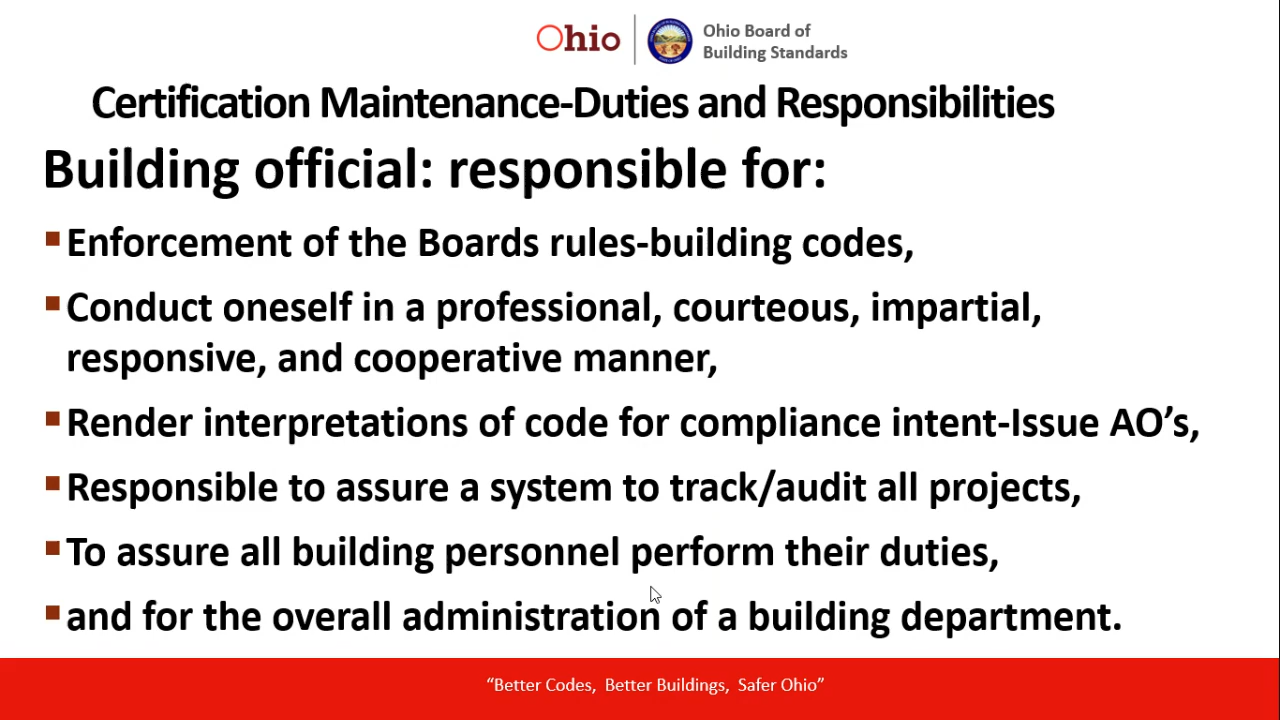 Ohio
Ohio Board of
Building Standards
Certification Maintenance-Duties and Responsibilities
Building official: responsible for:
▪Enforcement of the Boards rules-building codes,
▪Conduct oneself in a professional, courteous, impartial,
responsive, and cooperative manner,
▪Render interpretations of code for compliance intent-Issue AO’s,
▪Responsible to assure a system to track/audit all projects,
▪To assure all building personnel perform their duties,
▪and for the overall administration of a building department.
“Better Codes,  Better Buildings,  Safer Ohio”